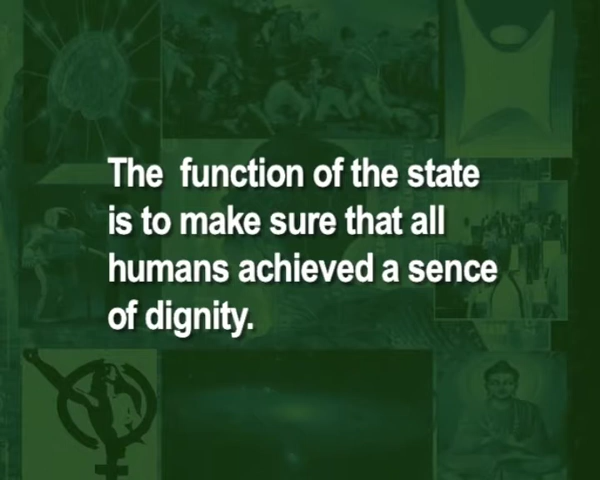 The function of the state
is to make sure that all
humans achieved a sence
of dignity.